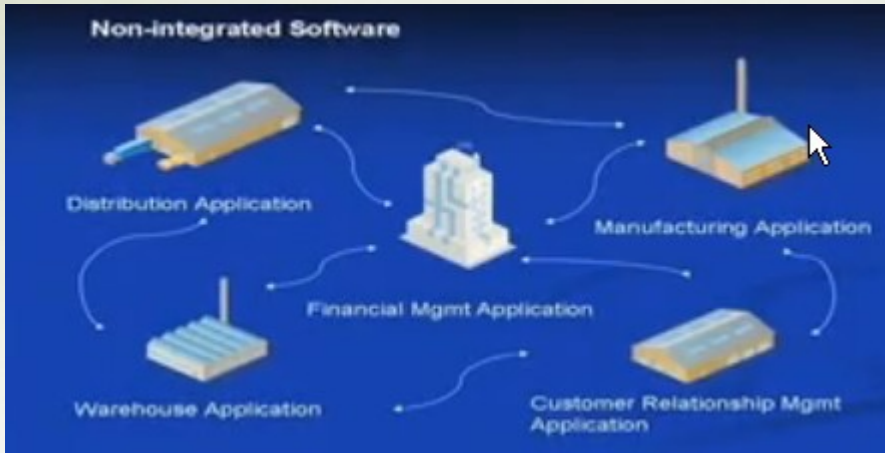 Non-integrated Software
Distribution Application
Manufacturing Application
Financial Mgmt Application
Warehouse Application
Customer Relationship Mgmt
Application